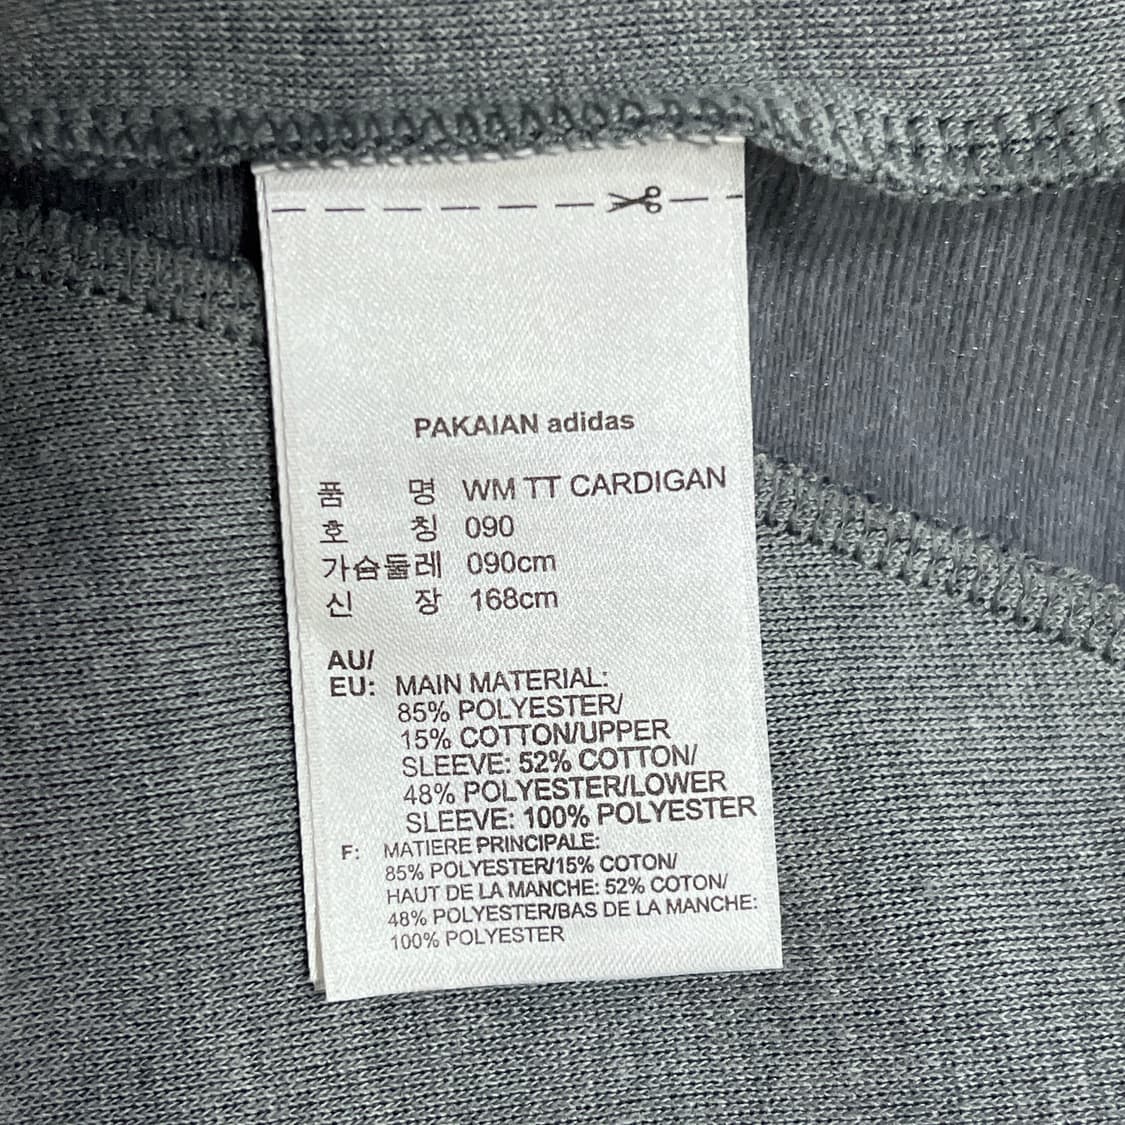 PAKAIAN adidas
품 명 WM TT CARDIGAN
호 칭 090
가슴둘레 090cm
신 장 168cm
AU/
EU: MAIN MATERIAL:
85% POLYESTER/
15% COTTON/UPPER
SLEEVE: 52% COTTON/
48% POLYESTER/LOWER
SLEEVE: 100% POLYESTER
F: MATIERE PRINCIPALE:
85% POLYESTER/15% COTON/
HAUT DE LA MANCHE: 52% COTON/
48% POLYESTER/BAS DE LA MANCHE:
100% POLYESTER